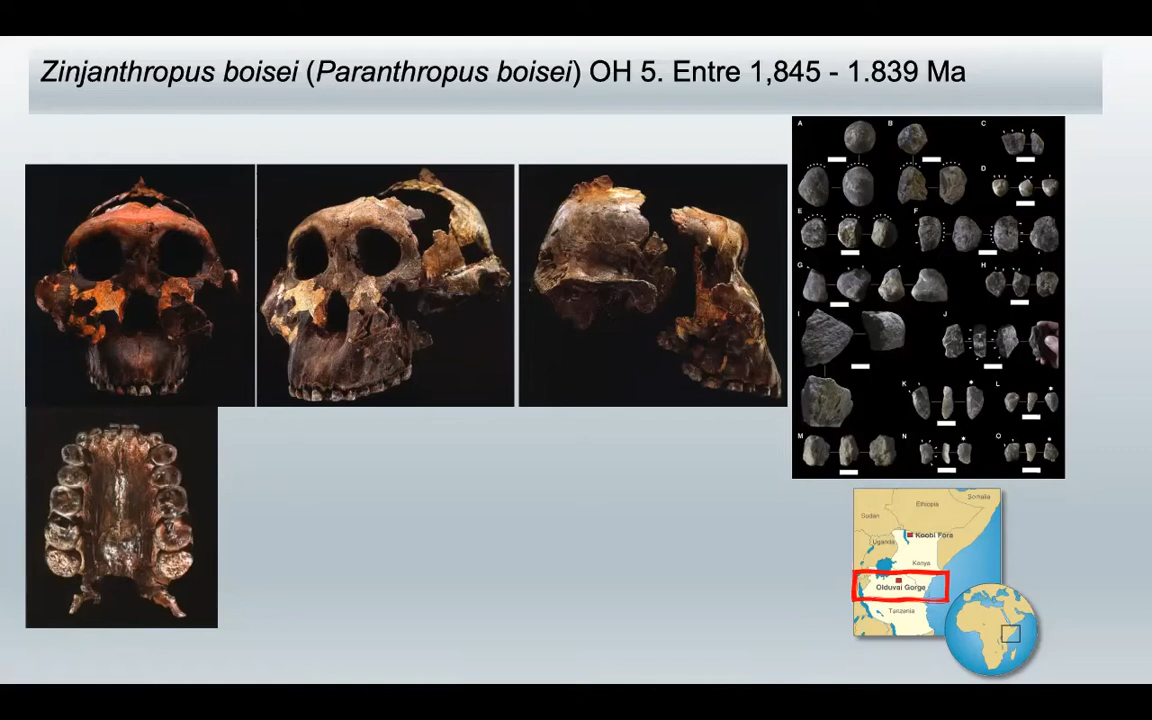 Zinjanthropus boisei (Paranthropus boisei) OH 5. Entre 1,845 - 1.839 Ma
A B C
D
E F
G H
I J
K L
M N O
Somalia
Ethiopia
Sudan
Koobi Fora
Uganda
Kenya
Olduvai Gorge
Tanzania